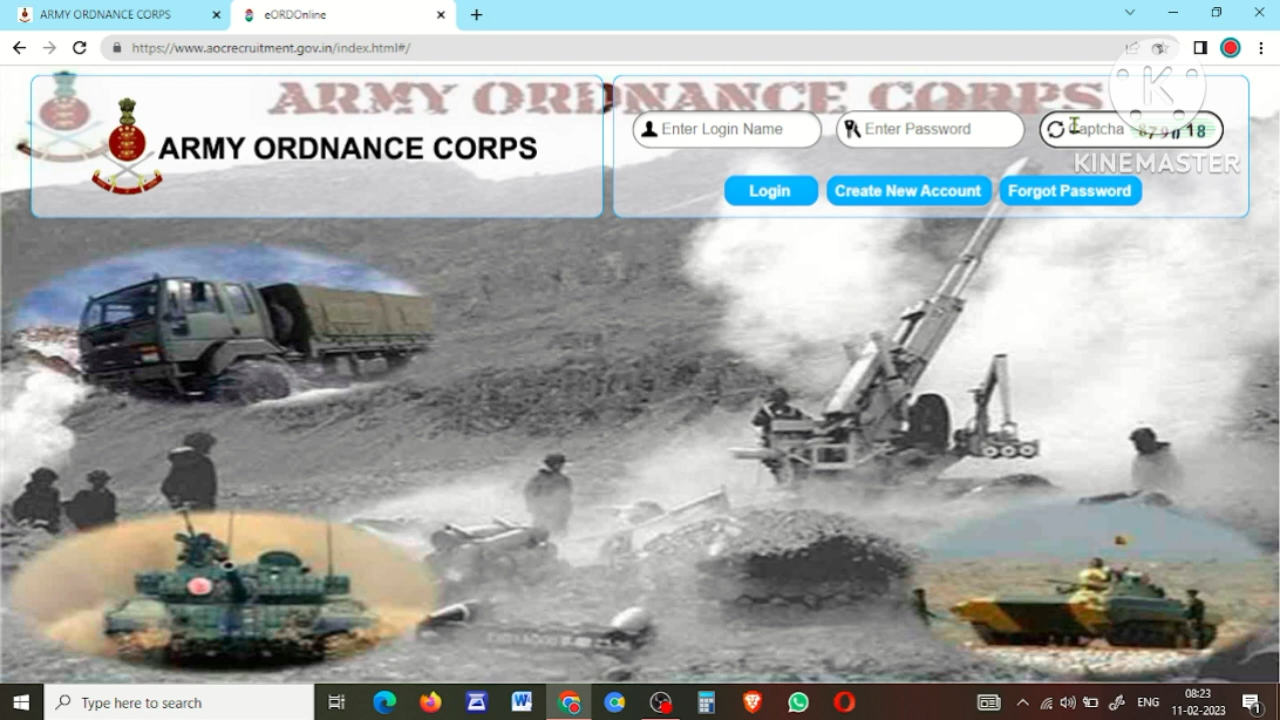 ARMY ORDNANCE CORPS
eORDOnline
https://www.aocrecruitment.gov.in/index.html#/
ARMY ORDNANCE CORPS
ARMY ORDNANCE CORPS
Enter Login Name
Enter Password
Captcha
KINEMASTER
Login
Create New Account
Forgot Password
Type here to search
ENG
08:23
11-02-2023